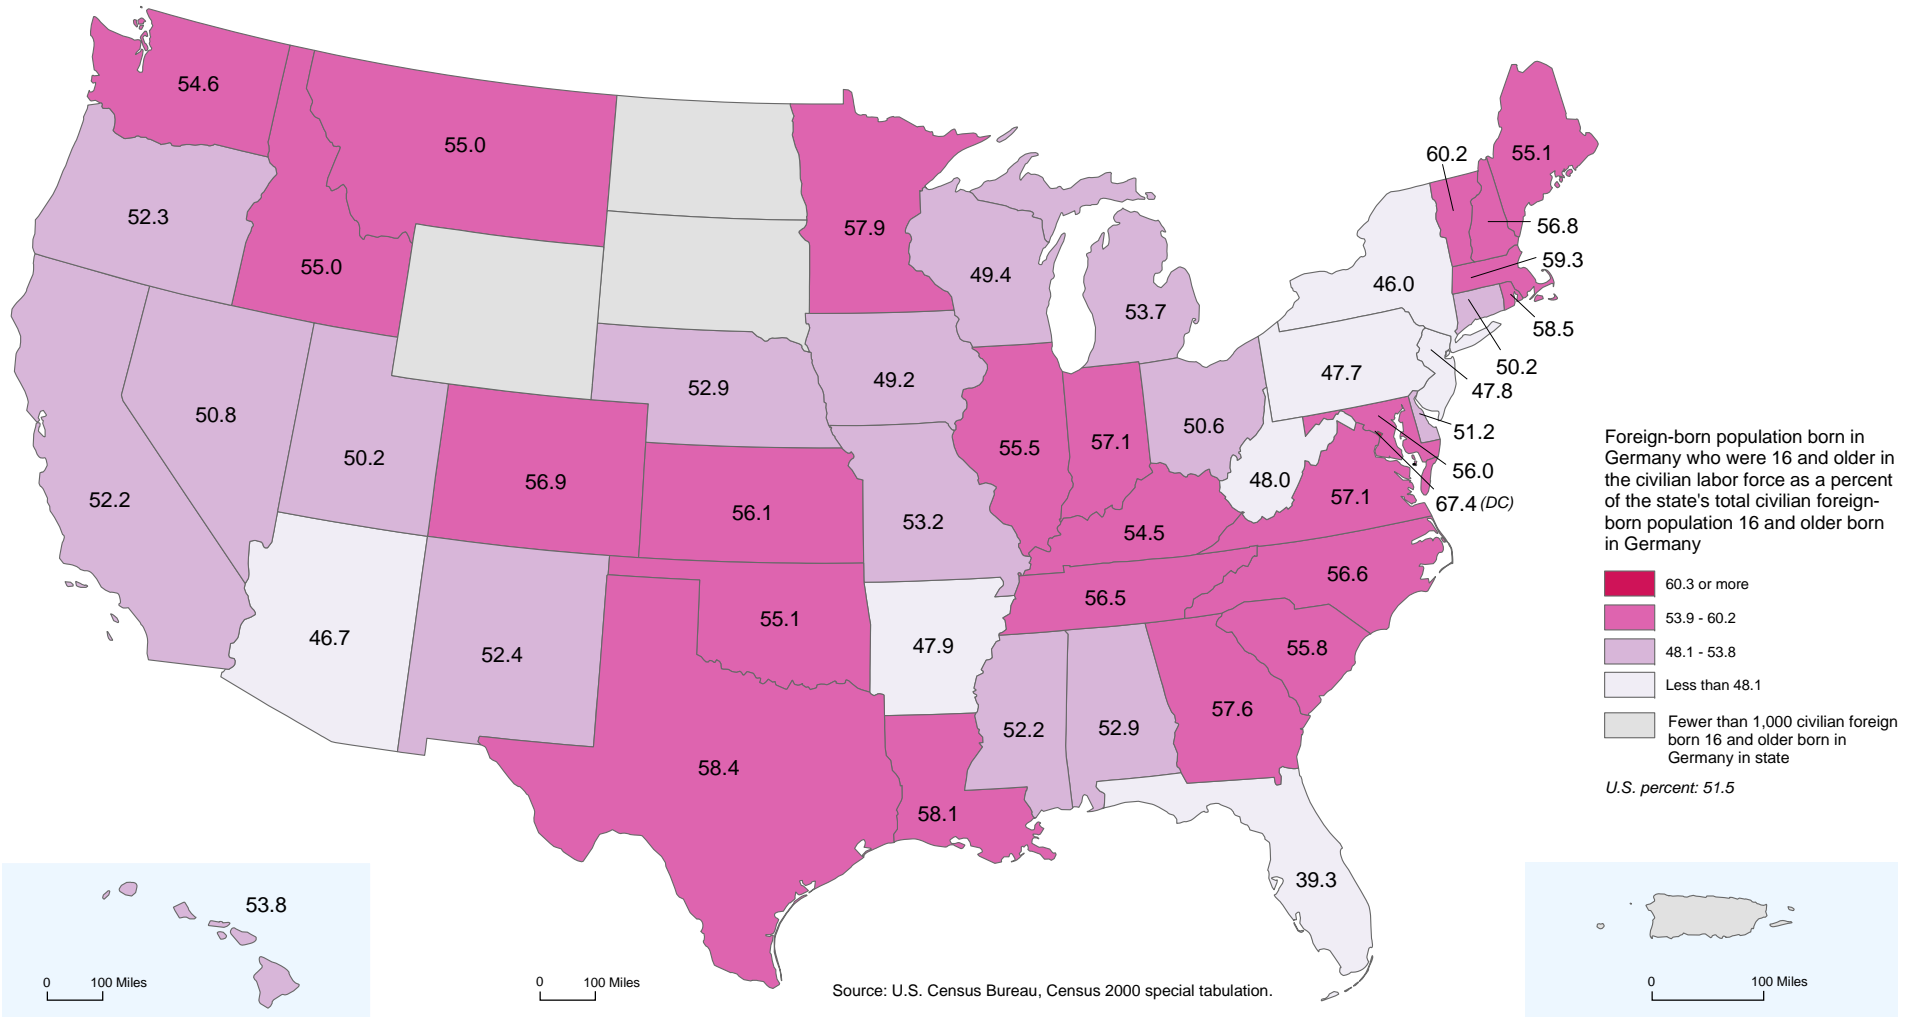 54.6
55.0
60.2
55.1
52.3
57.9
56.8
55.0
49.4
59.3
46.0
53.7
58.5
50.2
47.7
47.8
52.9
49.2
50.8
50.6
51.2
50.2
55.5
57.1
56.0
56.9
48.0
52.2
57.1
67.4 (DC)
56.1
53.2
54.5
56.6
56.5
55.1
46.7
47.9
52.4
55.8
57.6
52.2
52.9
58.4
58.1
39.3
53.8
Foreign-born population born in
Germany who were 16 and older in
the civilian labor force as a percent
of the state's total civilian foreign-
born population 16 and older born
in Germany
60.3 or more
53.9 - 60.2
48.1 - 53.8
Less than 48.1
Fewer than 1,000 civilian foreign
born 16 and older born in
Germany in state
U.S. percent: 51.5
0 100 Miles
0 100 Miles
0 100 Miles
Source: U.S. Census Bureau, Census 2000 special tabulation.